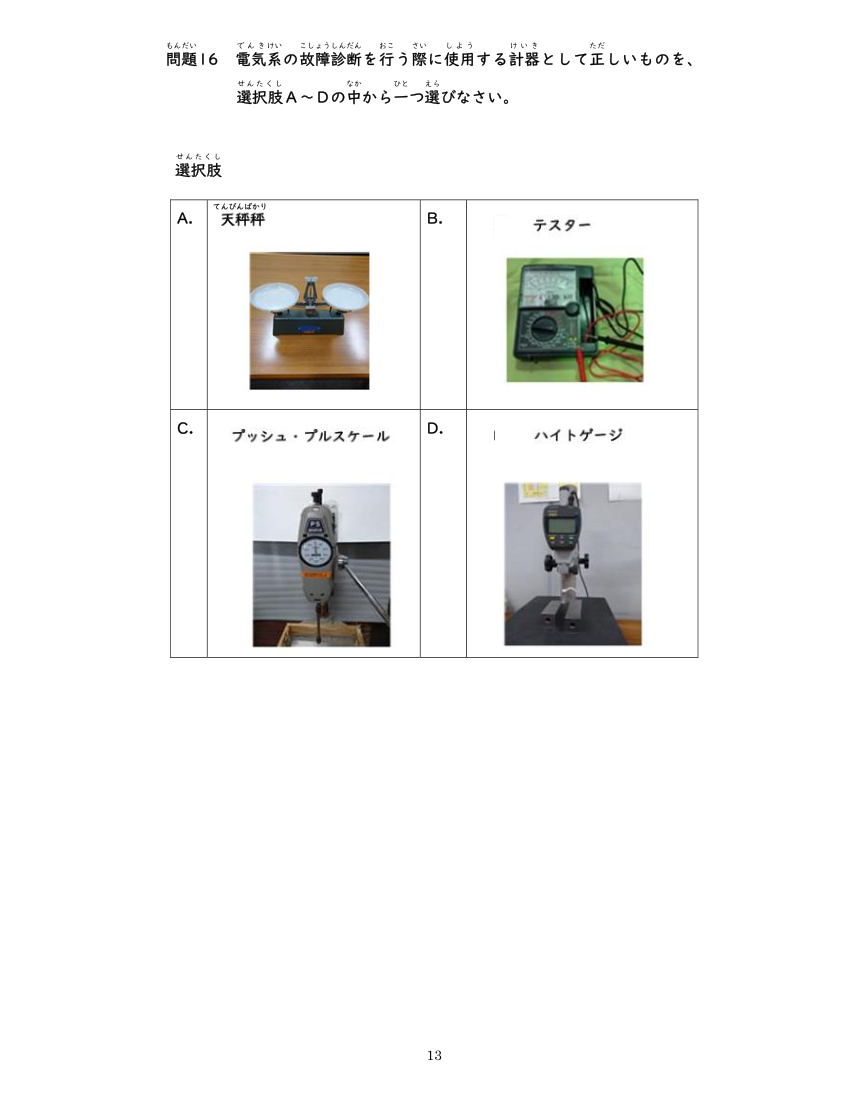 もんだい でんきけい こしょうしんだん おこ さい しよう けいき ただ
問題16 電気系の故障診断を行う際に使用する計器として正しいものを、
せんたくし なか ひと えら
選択肢A～Dの中から一つ選びなさい。
せんたくし
選択肢
てんびんばかり
A. 天秤秤
B. テスター
C. プッシュ・プルスケール
PS
D. ハイトゲージ
13